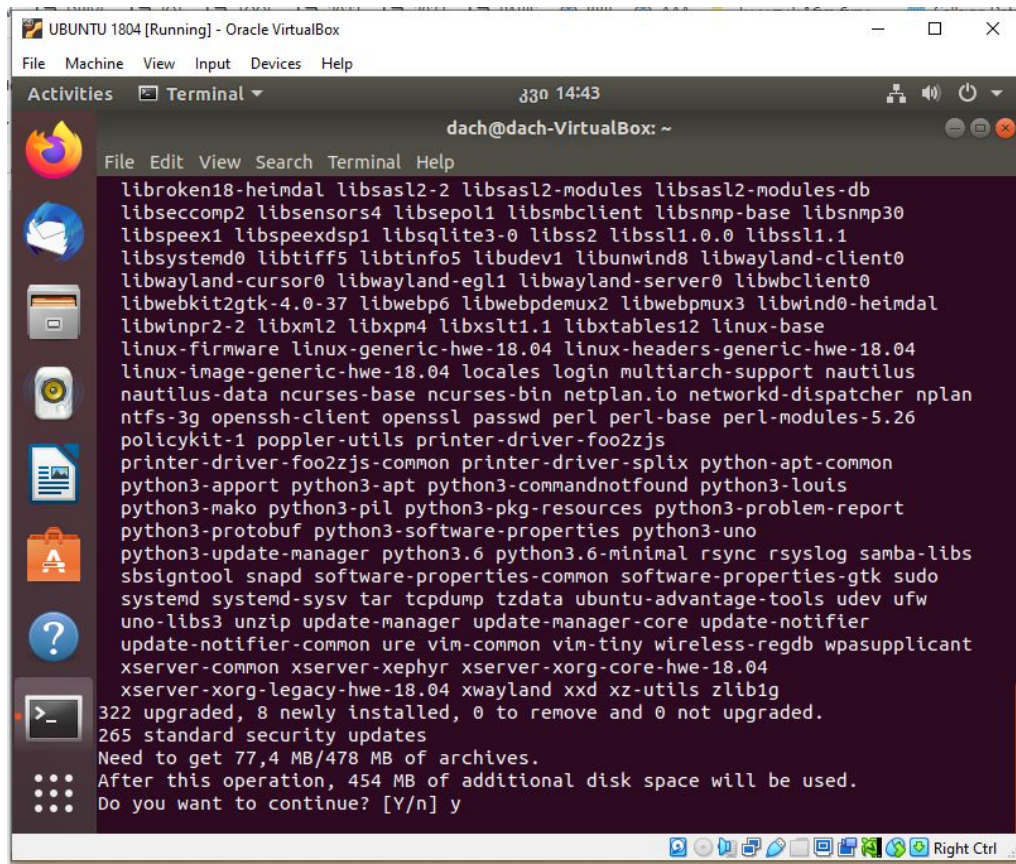 UBUNTU 1804 [Running] - Oracle VirtualBox
File Machine View Input Devices Help
Activities Terminal კვი 14:43
dach@dach-VirtualBox: ~
File Edit View Search Terminal Help
libroken18-heimdal libsasl2-2 libsasl2-modules libsasl2-modules-db
libseccomp2 libsensors4 libsepol1 libsmbclient libsnmp-base libsnmp30
libspeex1 libspeexdsp1 libsqlite3-0 libss2 libssl1.0.0 libssl1.1
libsystemd0 libtiff5 libtinfo5 libudev1 libunwind8 libwayland-client0
libwayland-cursor0 libwayland-egl1 libwayland-server0 libwbclient0
libwebkit2gtk-4.0-37 libwebp6 libwebpdemux2 libwebpmux3 libwind0-heimdal
libwinpr2-2 libxml2 libxpm4 libxslt1.1 libxtables12 linux-base
linux-firmware linux-generic-hwe-18.04 linux-headers-generic-hwe-18.04
linux-image-generic-hwe-18.04 locales login multiarch-support nautilus
nautilus-data ncurses-base ncurses-bin netplan.io networkd-dispatcher nplan
ntfs-3g openssh-client openssl passwd perl perl-base perl-modules-5.26
policykit-1 poppler-utils printer-driver-foo2zjs
printer-driver-foo2zjs-common printer-driver-splix python-apt-common
python3-apport python3-apt python3-commandnotfound python3-louis
python3-mako python3-pil python3-pkg-resources python3-problem-report
python3-protobuf python3-software-properties python3-uno
python3-update-manager python3.6 python3.6-minimal rsync rsyslog samba-libs
sbsigntool snapd software-properties-common software-properties-gtk sudo
systemd systemd-sysv tar tcpdump tzdata ubuntu-advantage-tools udev ufw
uno-libs3 unzip update-manager update-manager-core update-notifier
update-notifier-common ure vim-common vim-tiny wireless-regdb wpasupplicant
xserver-common xserver-xephyr xserver-xorg-core-hwe-18.04
xserver-xorg-legacy-hwe-18.04 xwayland xxd xz-utils zlib1g
322 upgraded, 8 newly installed, 0 to remove and 0 not upgraded.
265 standard security updates
Need to get 77,4 MB/478 MB of archives.
After this operation, 454 MB of additional disk space will be used.
Do you want to continue? [Y/n] y
Right Ctrl